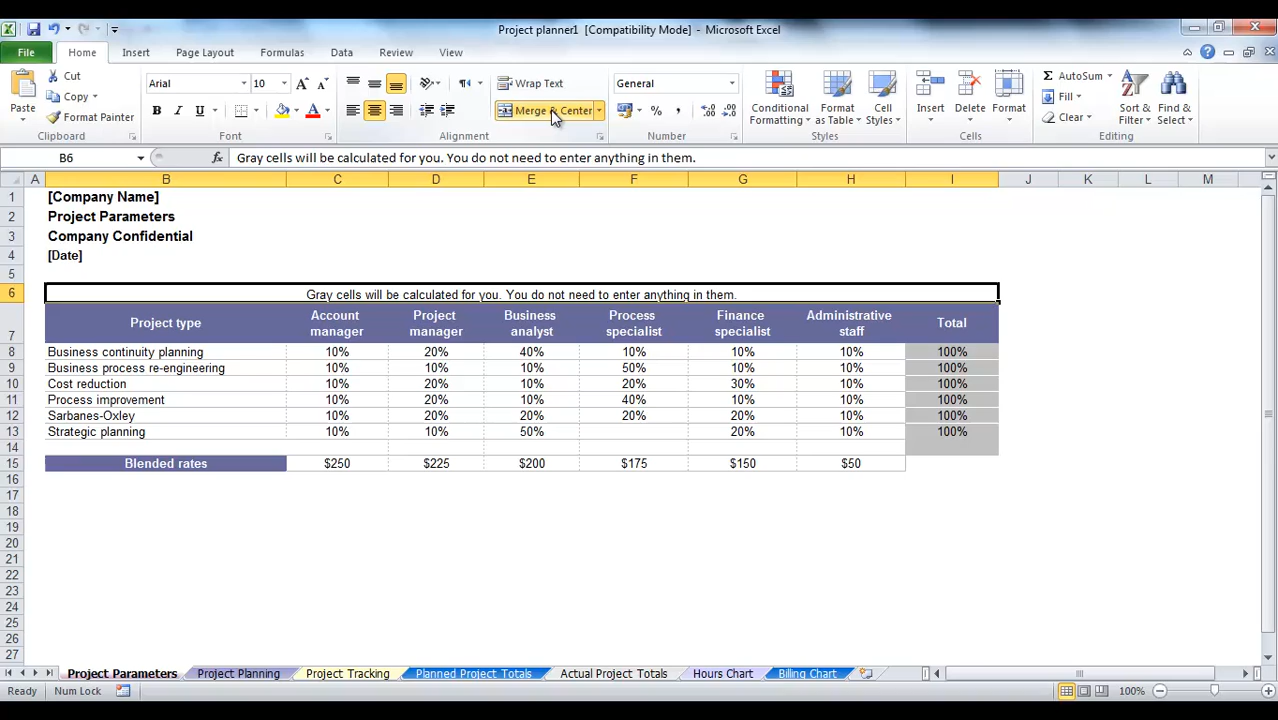 Project planner1 [Compatibility Mode] - Microsoft Excel
File Home Insert Page Layout Formulas Data Review View
Paste Cut Copy Format Painter Clipboard
Arial 10 A A B I U A Font
Wrap Text Merge & Center Alignment
General % , .0 .00 .00 .0 Number
Conditional Formatting Format Table Cell Styles Styles
Insert Delete Format Cells
Σ AutoSum Fill Clear Sort & Filter Find & Select Editing
B6 fx Gray cells will be calculated for you. You do not need to enter anything in them.
A B C D E F G H I J K L M
1 [Company Name]
2 Project Parameters
3 Company Confidential
4 [Date]
5
6 Gray cells will be calculated for you. You do not need to enter anything in them.
7 Project type Account manager Project manager Business analyst Process specialist Finance specialist Administrative staff Total
8 Business continuity planning 10% 20% 40% 10% 10% 10% 100%
9 Business process re-engineering 10% 10% 10% 50% 10% 10% 100%
10 Cost reduction 10% 20% 10% 20% 30% 10% 100%
11 Process improvement 10% 20% 10% 40% 10% 10% 100%
12 Sarbanes-Oxley 10% 20% 20% 20% 20% 10% 100%
13 Strategic planning 10% 10% 50% 20% 10% 100%
14
15 Blended rates $250 $225 $200 $175 $150 $50
16
17
18
19
20
21
22
23
24
25
26
27
Project Parameters Project Planning Project Tracking Planned Project Totals Actual Project Totals Hours Chart Billing Chart
Ready Num Lock 100%